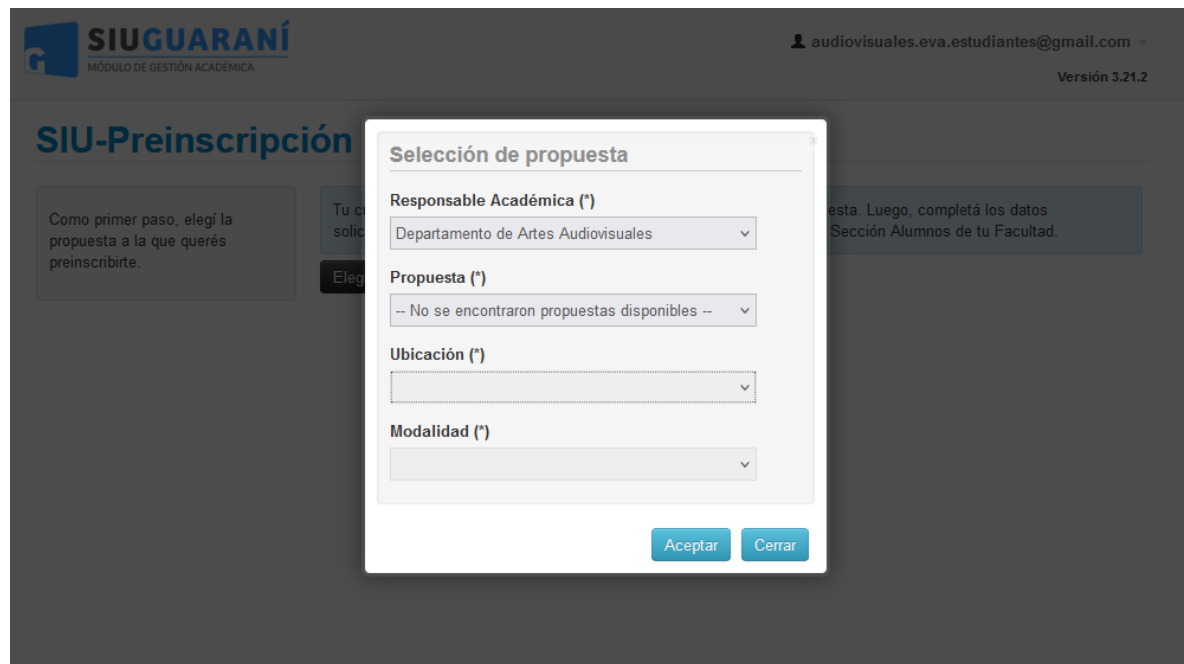 SIUGUARANÍ
MÓDULO DE GESTIÓN ACADÉMICA
audiovisuales.eva.estudiantes@gmail.com
Versión 3.21.2
SIU-Preinscripción
Como primer paso, elegí la
propuesta a la que querés
preinscribirte.
Tu
esta. Luego, completá los datos
Sección Alumnos de tu Facultad.
Selección de propuesta
x
Responsable Académica (*)
Departamento de Artes Audiovisuales
Propuesta (*)
-- No se encontraron propuestas disponibles --
Ubicación (*)
Modalidad (*)
Aceptar
Cerrar